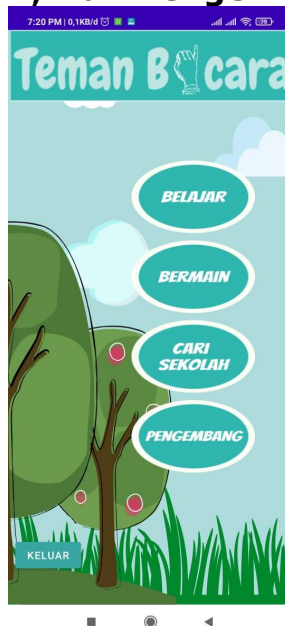 7:20 PM | 0,1KB/d
79
Teman B cara
BELAJAR
BERMAIN
CARI
SEKOLAH
PENGEMBANG
KELUAR